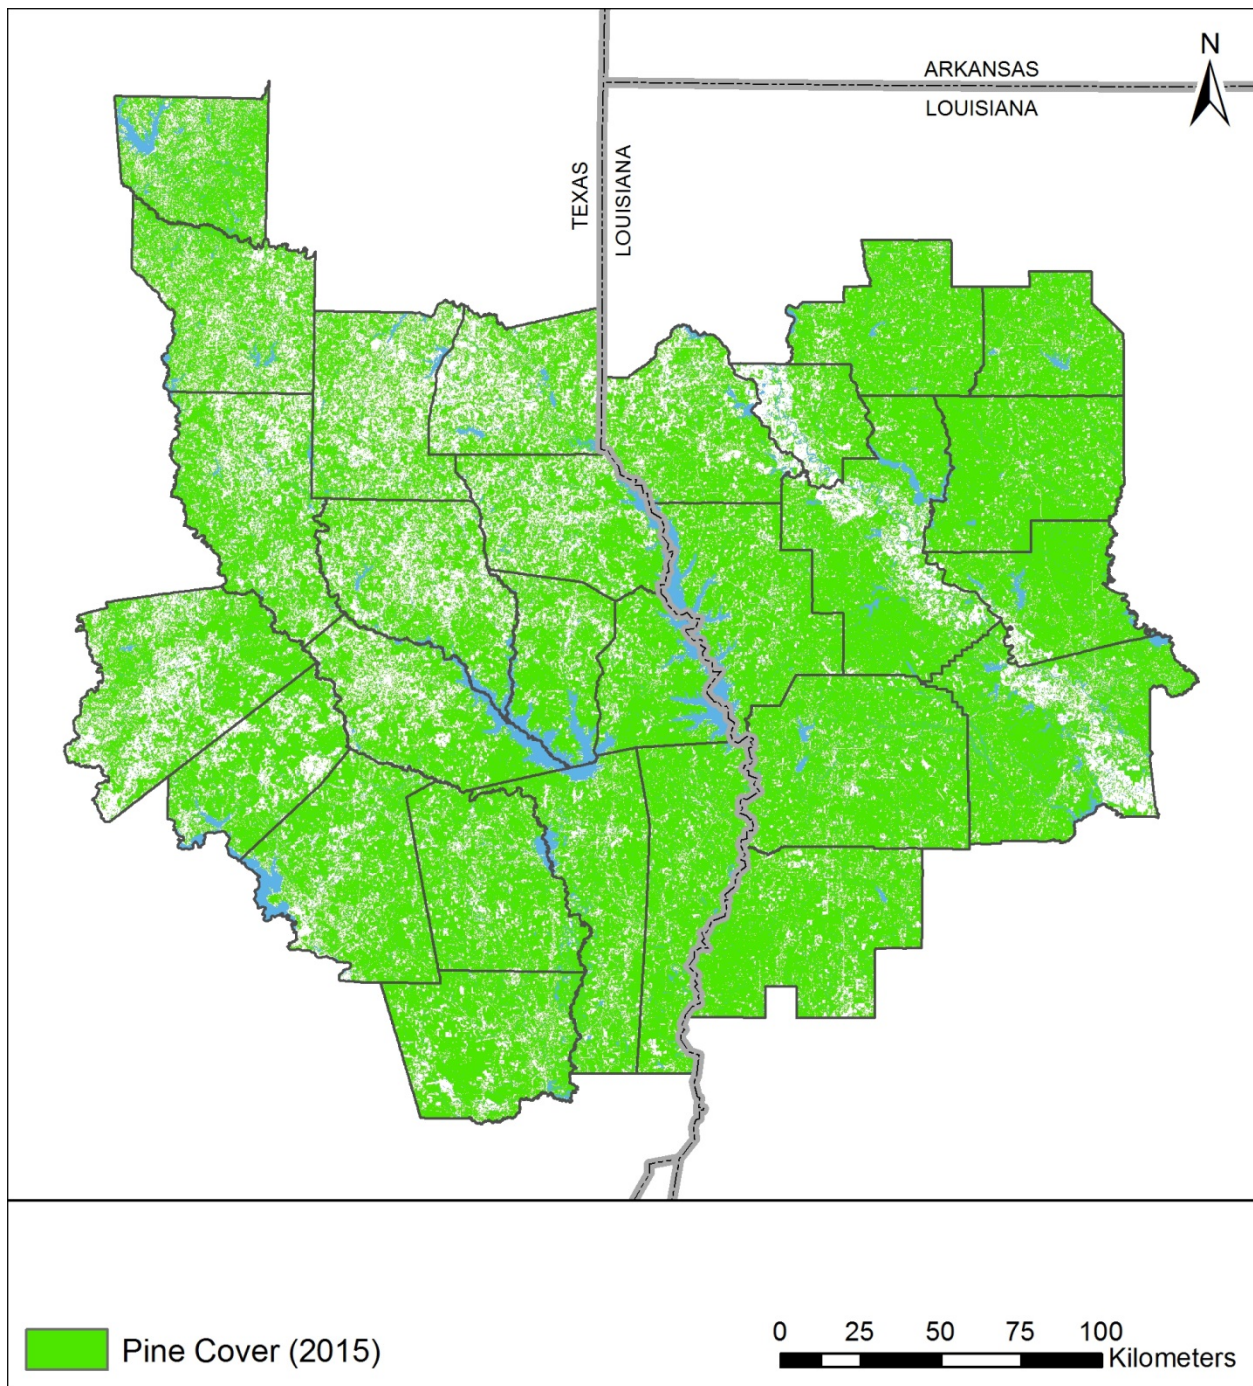 N
ARKANSAS
LOUISIANA
TEXAS
LOUISIANA
Pine Cover (2015)
0 25 50 75 100
Kilometers